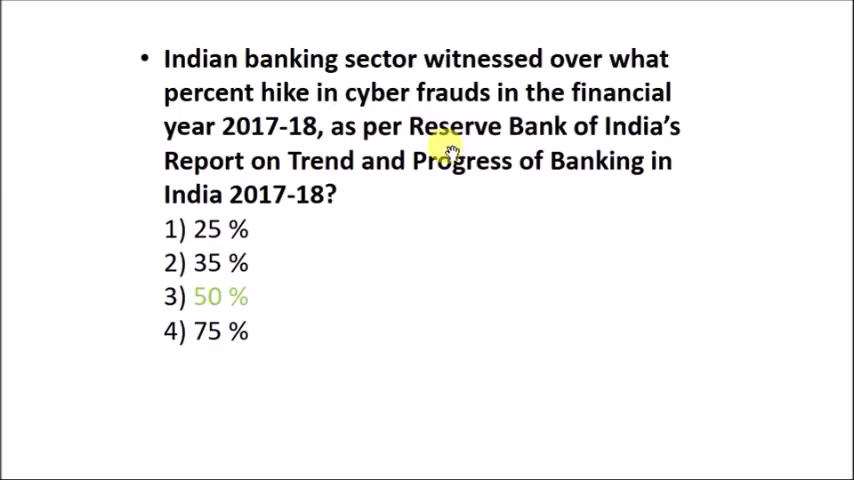 • Indian banking sector witnessed over what
percent hike in cyber frauds in the financial
year 2017-18, as per Reserve Bank of India’s
Report on Trend and Progress of Banking in
India 2017-18?
1) 25 %
2) 35 %
3) 50 %
4) 75 %